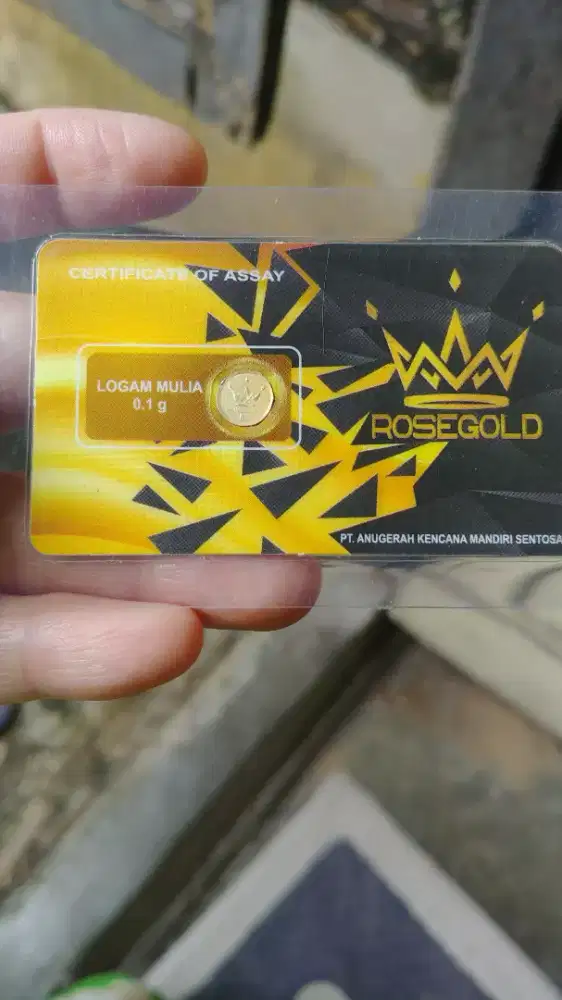 CERTIFICATE OF ASSAY
LOGAM MULIA
0.1 g
ROSEGOLD
PT. ANUGERAH KENCANA MANDIRI SENTOSA